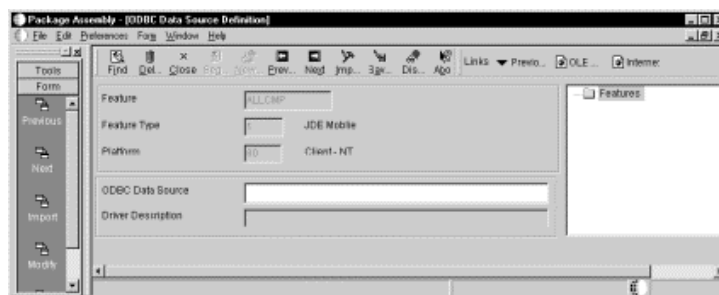 Package Assembly - [ODBC Data Source Definition]
File Edit Preferences Form Window Help
Tools
Form
Previous
Next
Import
Modify
Find Del... Close Prev... Next Imp... Dis... Abo Links Previo... OLE ... Internet
Feature ALLCMP
Feature Type 1 JDE Mobile
Platform 80 Client - NT
ODBC Data Source
Driver Description
Features